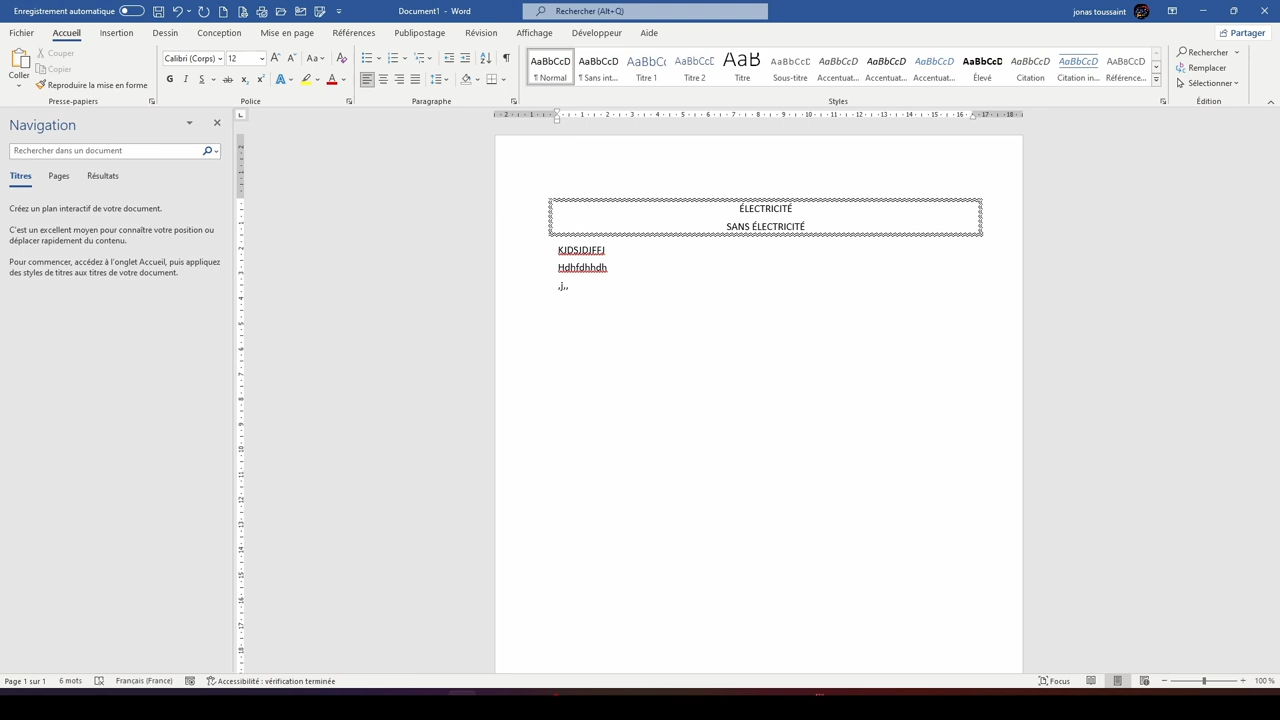 Enregistrement automatique
Document1 - Word
Rechercher (Alt+Q)
jonas toussaint
Fichier
Accueil
Insertion
Dessin
Conception
Mise en page
Références
Publipostage
Révision
Affichage
Développeur
Aide
Partager
Coller
Couper
Copier
Reproduire la mise en forme
Presse-papiers
Calibri (Corps)
12
Police
Paragraphe
AaBbCcD
¶ Normal
AaBbCcD
¶ Sans int...
AaBbCc
Titre 1
AaBbCcD
Titre 2
AaB
Titre
AaBbCcD
Sous-titre
AaBbCcD
Accentuat...
AaBbCcD
Accentuat...
AaBbCcD
Accentuat...
AaBbCcD
Élevé
AaBbCcD
Citation
AaBbCcD
Citation in...
AaBbCcD
Référence...
Styles
Rechercher
Remplacer
Sélectionner
Édition
Navigation
Rechercher dans un document
Titres
Pages
Résultats
Créez un plan interactif de votre document.
C'est un excellent moyen pour connaître votre position ou
déplacer rapidement du contenu.
Pour commencer, accédez à l'onglet Accueil, puis appliquez
des styles de titres aux titres de votre document.
ÉLECTRICITÉ
SANS ÉLECTRICITÉ
KJDSJDJFFJ
Hdhfdhhdh
,j,,
Page 1 sur 1
6 mots
Français (France)
Accessibilité : vérification terminée
Focus
100 %